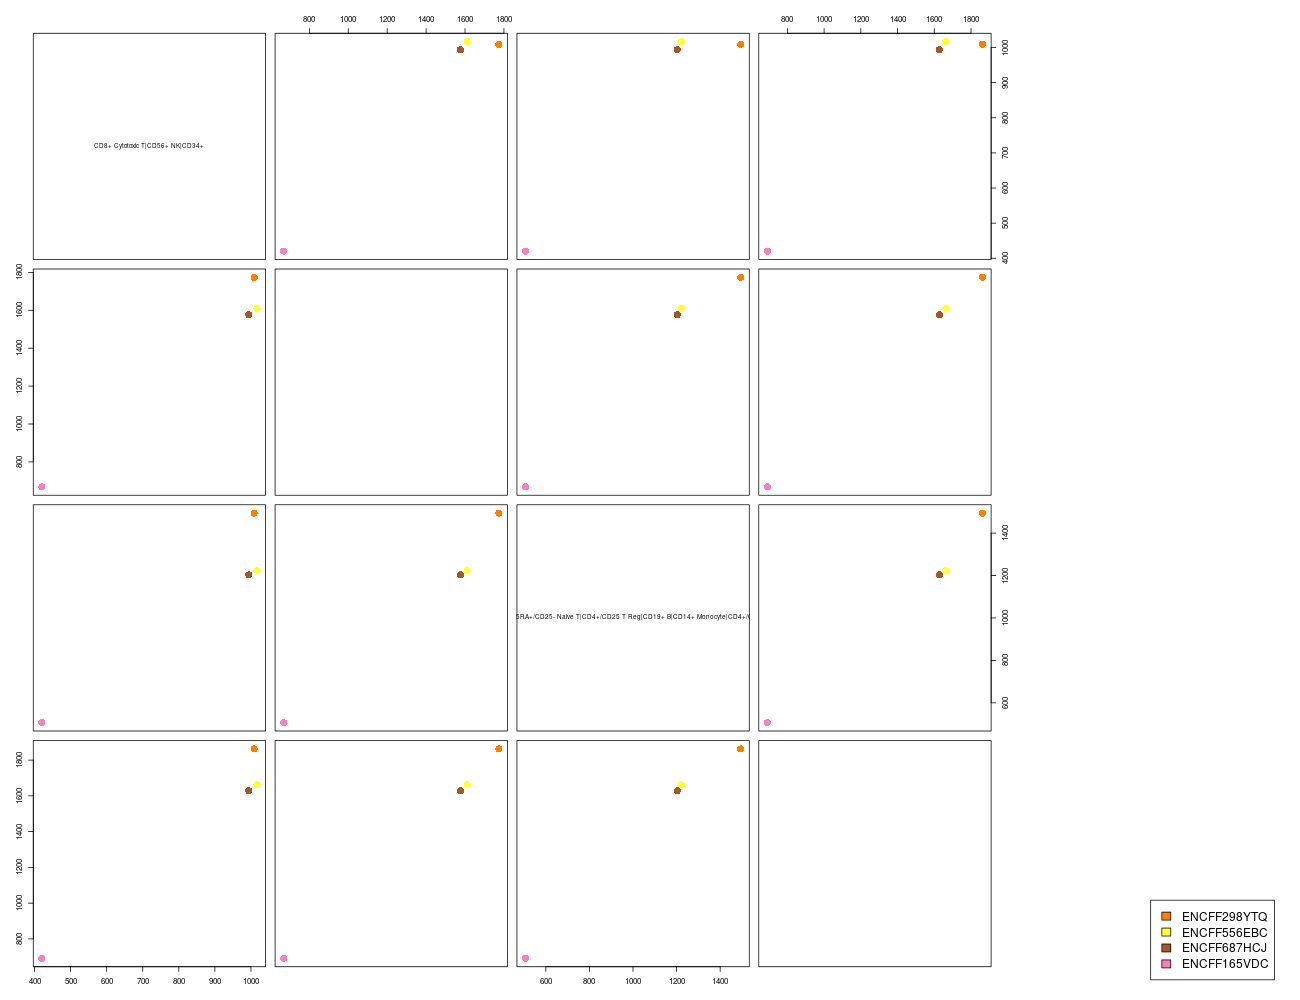 800 1000 1200 1400 1600 1800 800 1000 1200 1400 1600 1800
CD8+ Cytotoxic T|CD56+ NK|CD34+
400 500 600 700 800 900 1000
800 1000 1200 1400 1600 1800
5RA+/CD25- Naive T|CD4+/CD25 T Reg|CD19+ B|CD14+ Monocyte|CD4+/
600 800 1000 1200 1400
800 1000 1200 1400 1600 1800
400 500 600 700 800 900 1000 600 800 1000 1200 1400
ENCFF298YTQ
ENCFF556EBC
ENCFF687HCJ
ENCFF165VDC